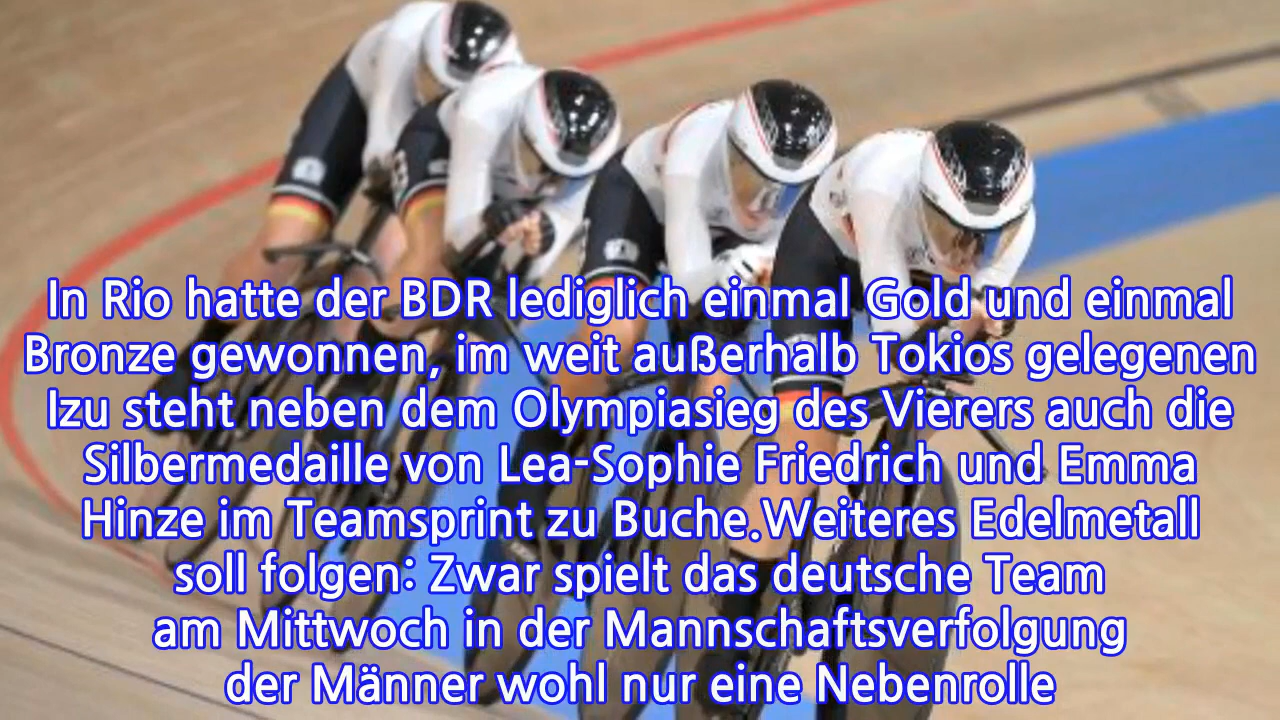 In Rio hatte der BDR lediglich einmal Gold und einmal
Bronze gewonnen, im weit außerhalb Tokios gelegenen
Izu steht neben dem Olympiasieg des Vierers auch die
Silbermedaille von Lea-Sophie Friedrich und Emma
Hinze im Teamsprint zu Buche.Weiteres Edelmetall
soll folgen: Zwar spielt das deutsche Team
am Mittwoch in der Mannschaftsverfolgung
der Männer wohl nur eine Nebenrolle